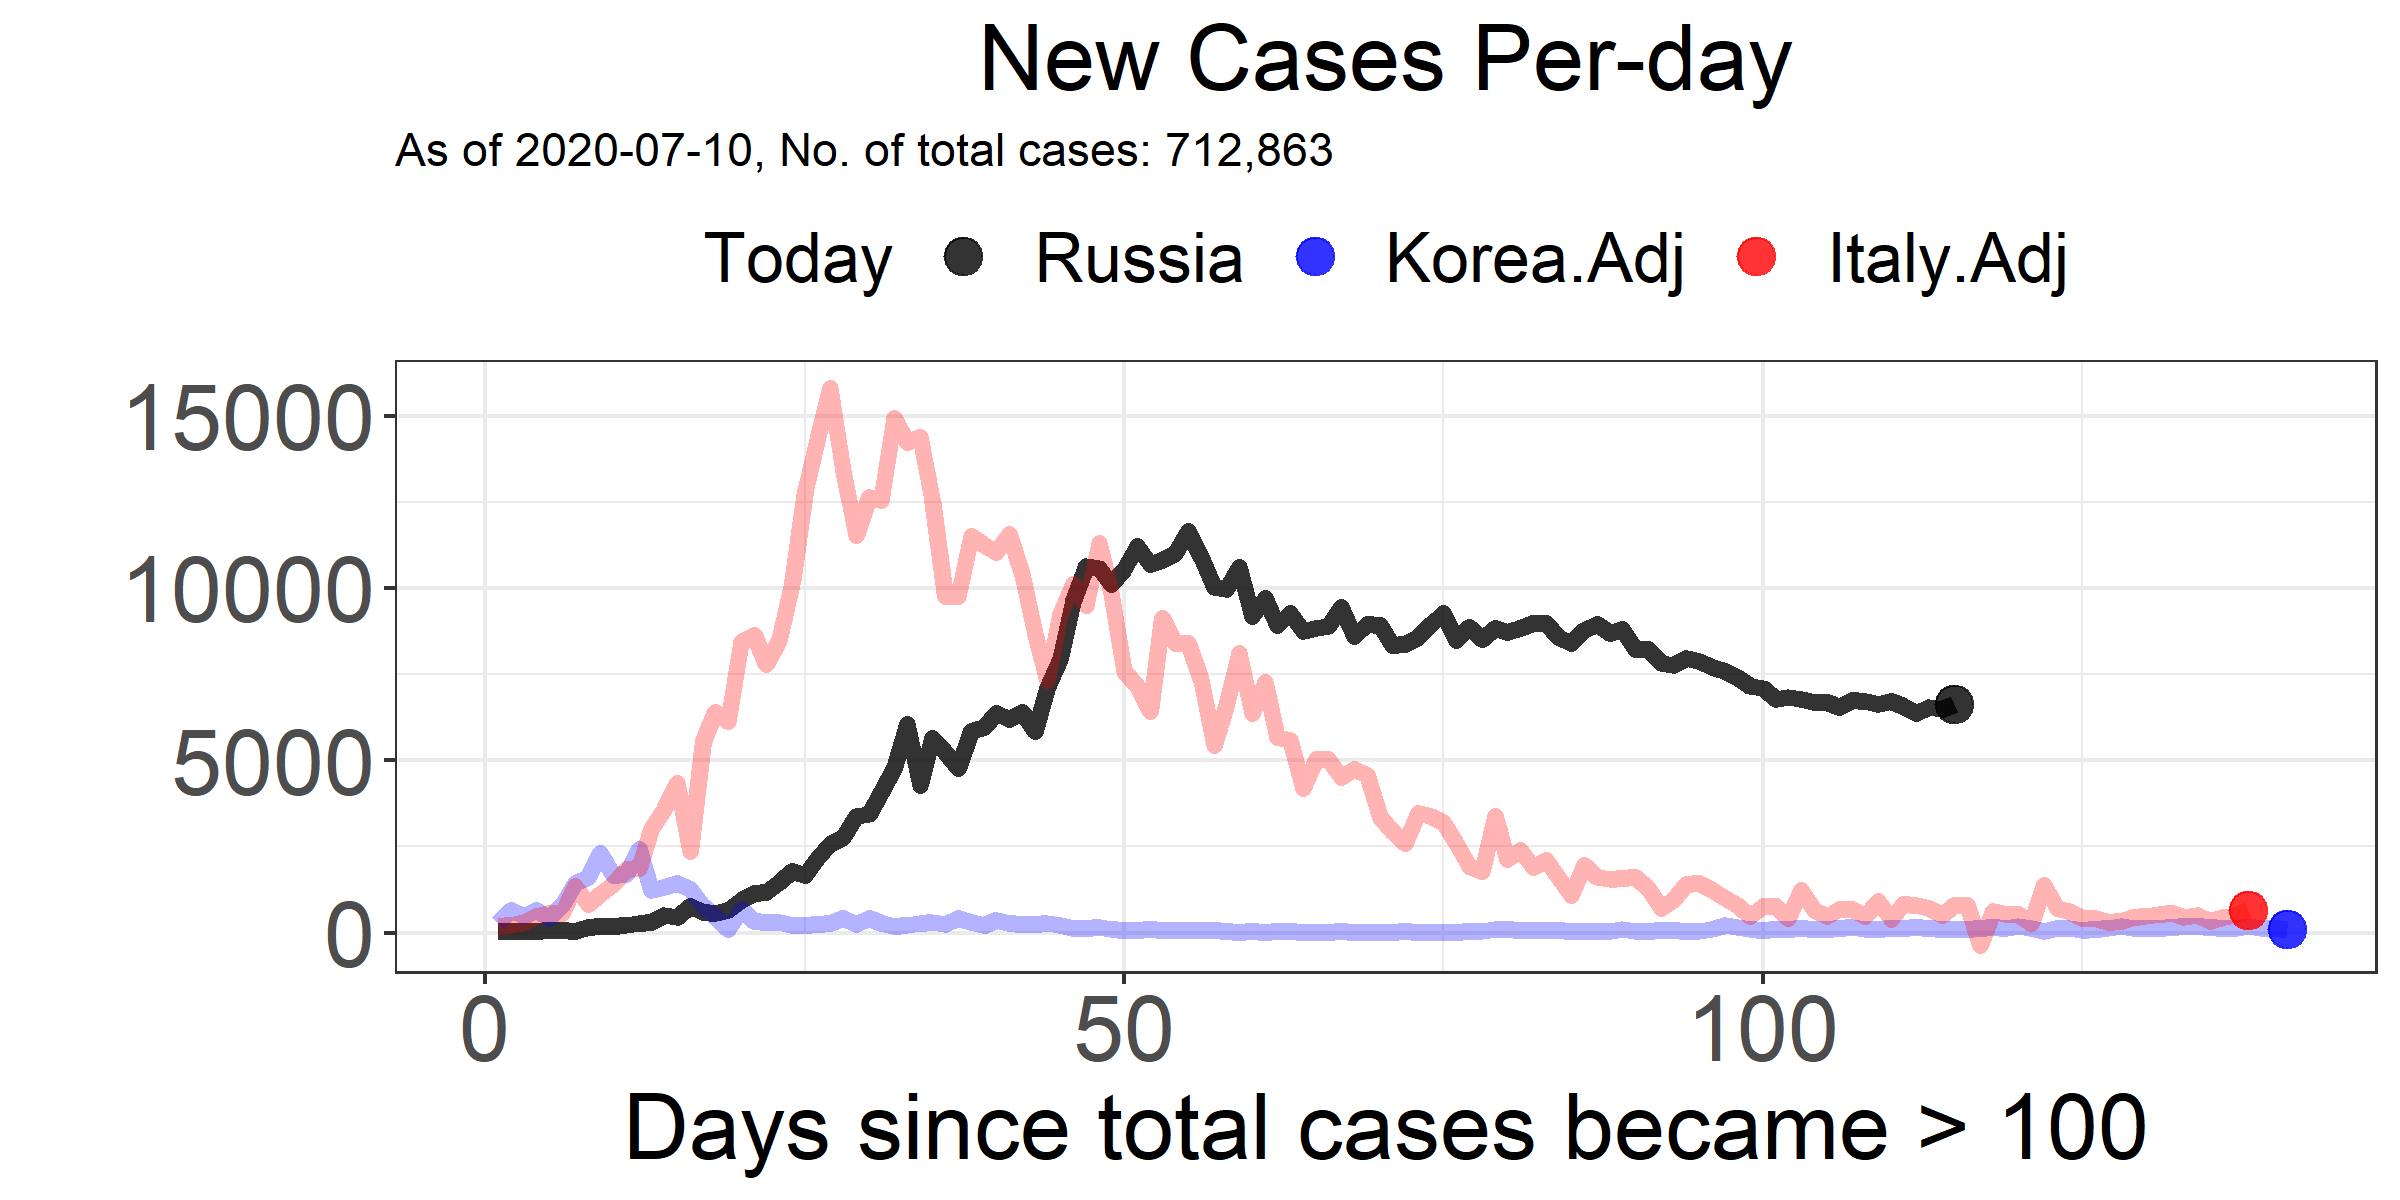 New Cases Per-day
As of 2020-07-10, No. of total cases: 712,863
Today Russia Korea.Adj Italy.Adj
15000
10000
5000
0
0 50 100
Days since total cases became > 100